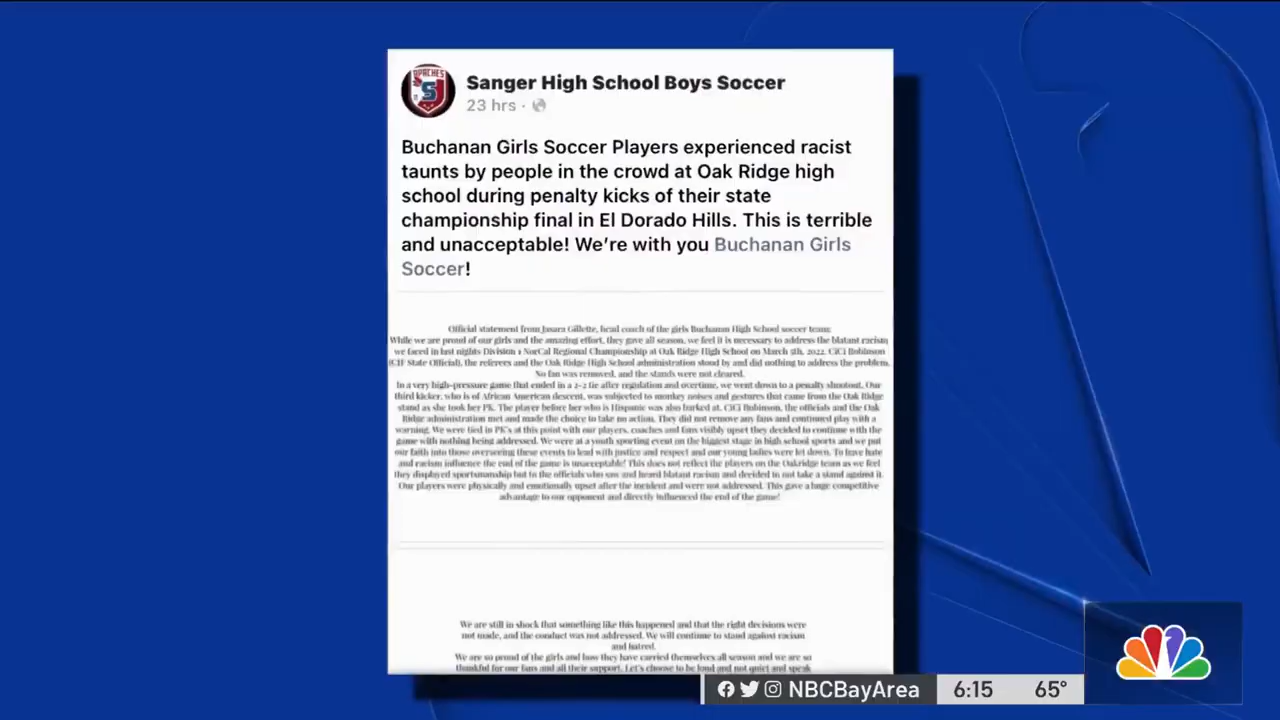 APACHES
S
Sanger High School Boys Soccer
23 hrs ·
Buchanan Girls Soccer Players experienced racist
taunts by people in the crowd at Oak Ridge high
school during penalty kicks of their state
championship final in El Dorado Hills. This is terrible
and unacceptable! We're with you Buchanan Girls
Soccer!
Official statement from Jasara Gillette, head coach of the girls Buchanan High School soccer team:
While we are proud of our girls and the amazing effort, they gave all season, we feel it is necessary to address the blatant racism
we faced in last nights Division 1 NorCal Regional Championship at Oak Ridge High School on March 5th, 2022. CiCi Robinson
(CIF State Official), the referees and the Oak Ridge High School administration stood by and did nothing to address the problem.
No fan was removed, and the stands were not cleared.
In a very high-pressure game that ended in a 2-2 tie after regulation and overtime, we went down to a penalty shootout. Our
third kicker, who is of African American descent, was subjected to monkey noises and gestures that came from the Oak Ridge
stand as she took her PK. The player before her who is Hispanic was also barked at. CiCi Robinson, the officials and the Oak
Ridge administration met and made the choice to take no action. They did not remove any fans and continued play with a
warning. We were tied in PK's at this point with our players, coaches and fans visibly upset they decided to continue with the
game with nothing being addressed. We were at a youth sporting event on the biggest stage in high school sports and we put
our faith into those overseeing these events to lead with justice and respect and our young ladies were let down. To leave hate
and racism influence the end of the game is unacceptable! This does not reflect the players on the Oakridge team as we feel
they displayed sportsmanship but to the officials who saw and heard blatant racism and decided to not take a stand against it.
Our players were physically and emotionally upset after the incident and were not addressed. This gave a huge competitive
advantage to our opponent and directly influenced the end of the game!
We are still in shock that something like this happened and that the right decisions were
not made, and the conduct was not addressed. We will continue to stand against racism
and hatred.
We are so proud of the girls and how they have carried themselves all season and we are so
thankful for our fans and all their support. Let's choose to be loud and not quiet and speak
NBCBayArea
6:15 65°